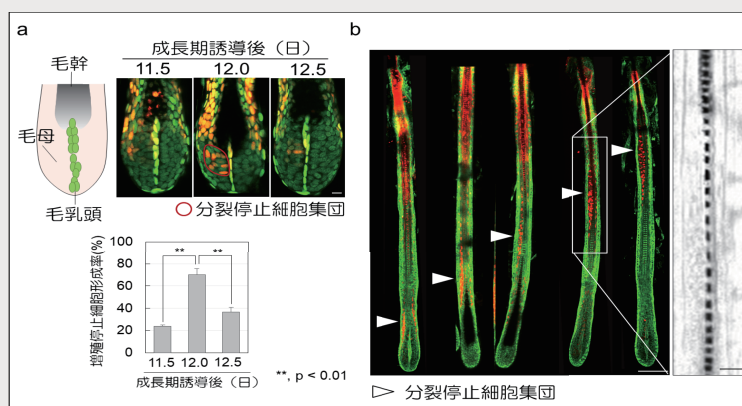 a
成長期誘導後（日）
11.5 12.0 12.5
毛幹
毛母
毛乳頭
分裂停止細胞集団
増殖停止細胞形成率(%)
100
80
60
40
20
0
** **
11.5 12.0 12.5
成長期誘導後（日）
**, p < 0.01
b
分裂停止細胞集団